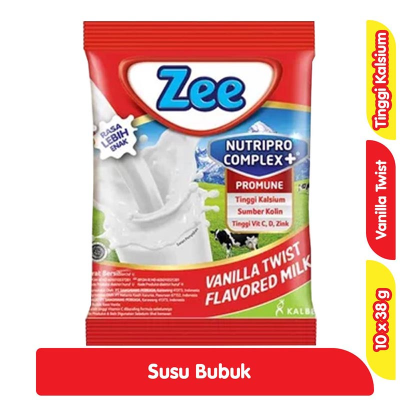 Zee
RASA
LEBIH
ENAK
NUTRIPRO
COMPLEX+
PROMUNE
Tinggi Kalsium
Sumber Kolin
Tinggi Vit C, D, Zink
VANILLA TWIST
FLAVORED MILK
KALBE
Tinggi Kalsium
Vanilla Twist
10 x 38 g
Susu Bubuk